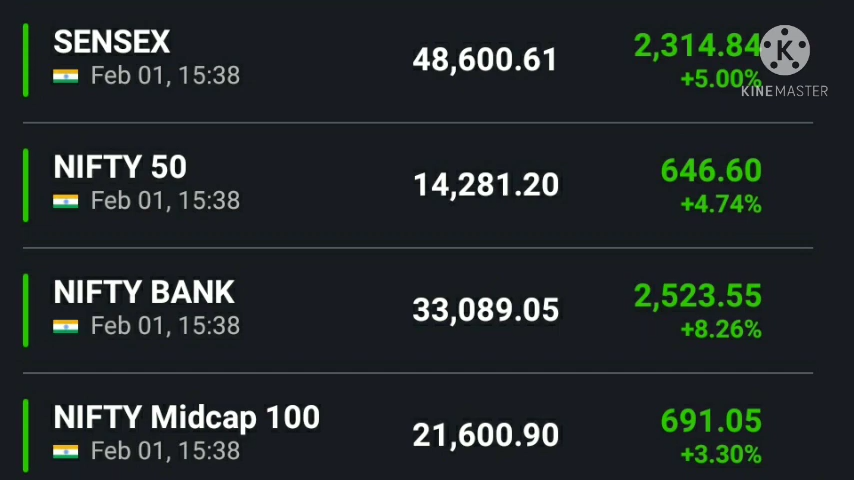 SENSEX
Feb 01, 15:38
48,600.61
2,314.84
+5.00%
K
KINEMASTER
NIFTY 50
Feb 01, 15:38
14,281.20
646.60
+4.74%
NIFTY BANK
Feb 01, 15:38
33,089.05
2,523.55
+8.26%
NIFTY Midcap 100
Feb 01, 15:38
21,600.90
691.05
+3.30%